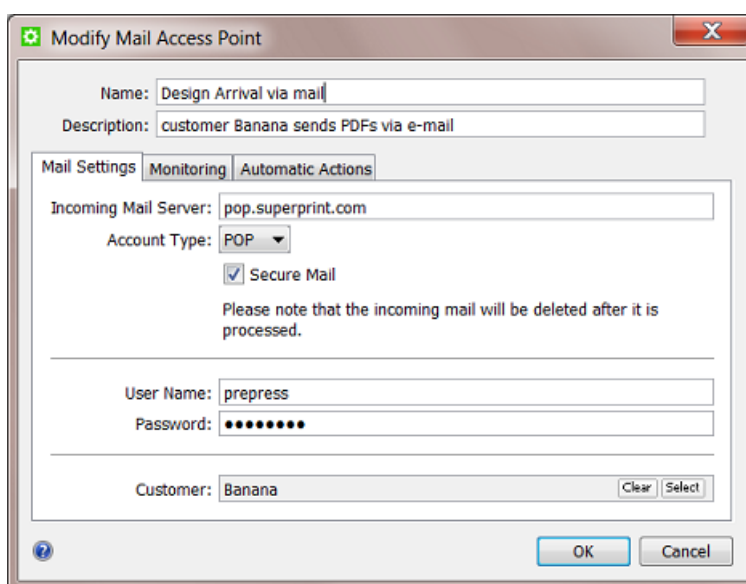 Modify Mail Access Point
X
Name: Design Arrival via mail
Description: customer Banana sends PDFs via e-mail
Mail Settings Monitoring Automatic Actions
Incoming Mail Server: pop.superprint.com
Account Type: POP
Secure Mail
Please note that the incoming mail will be deleted after it is
processed.
User Name: prepress
Password: ●●●●●●●●
Customer: Banana Clear Select
? OK Cancel